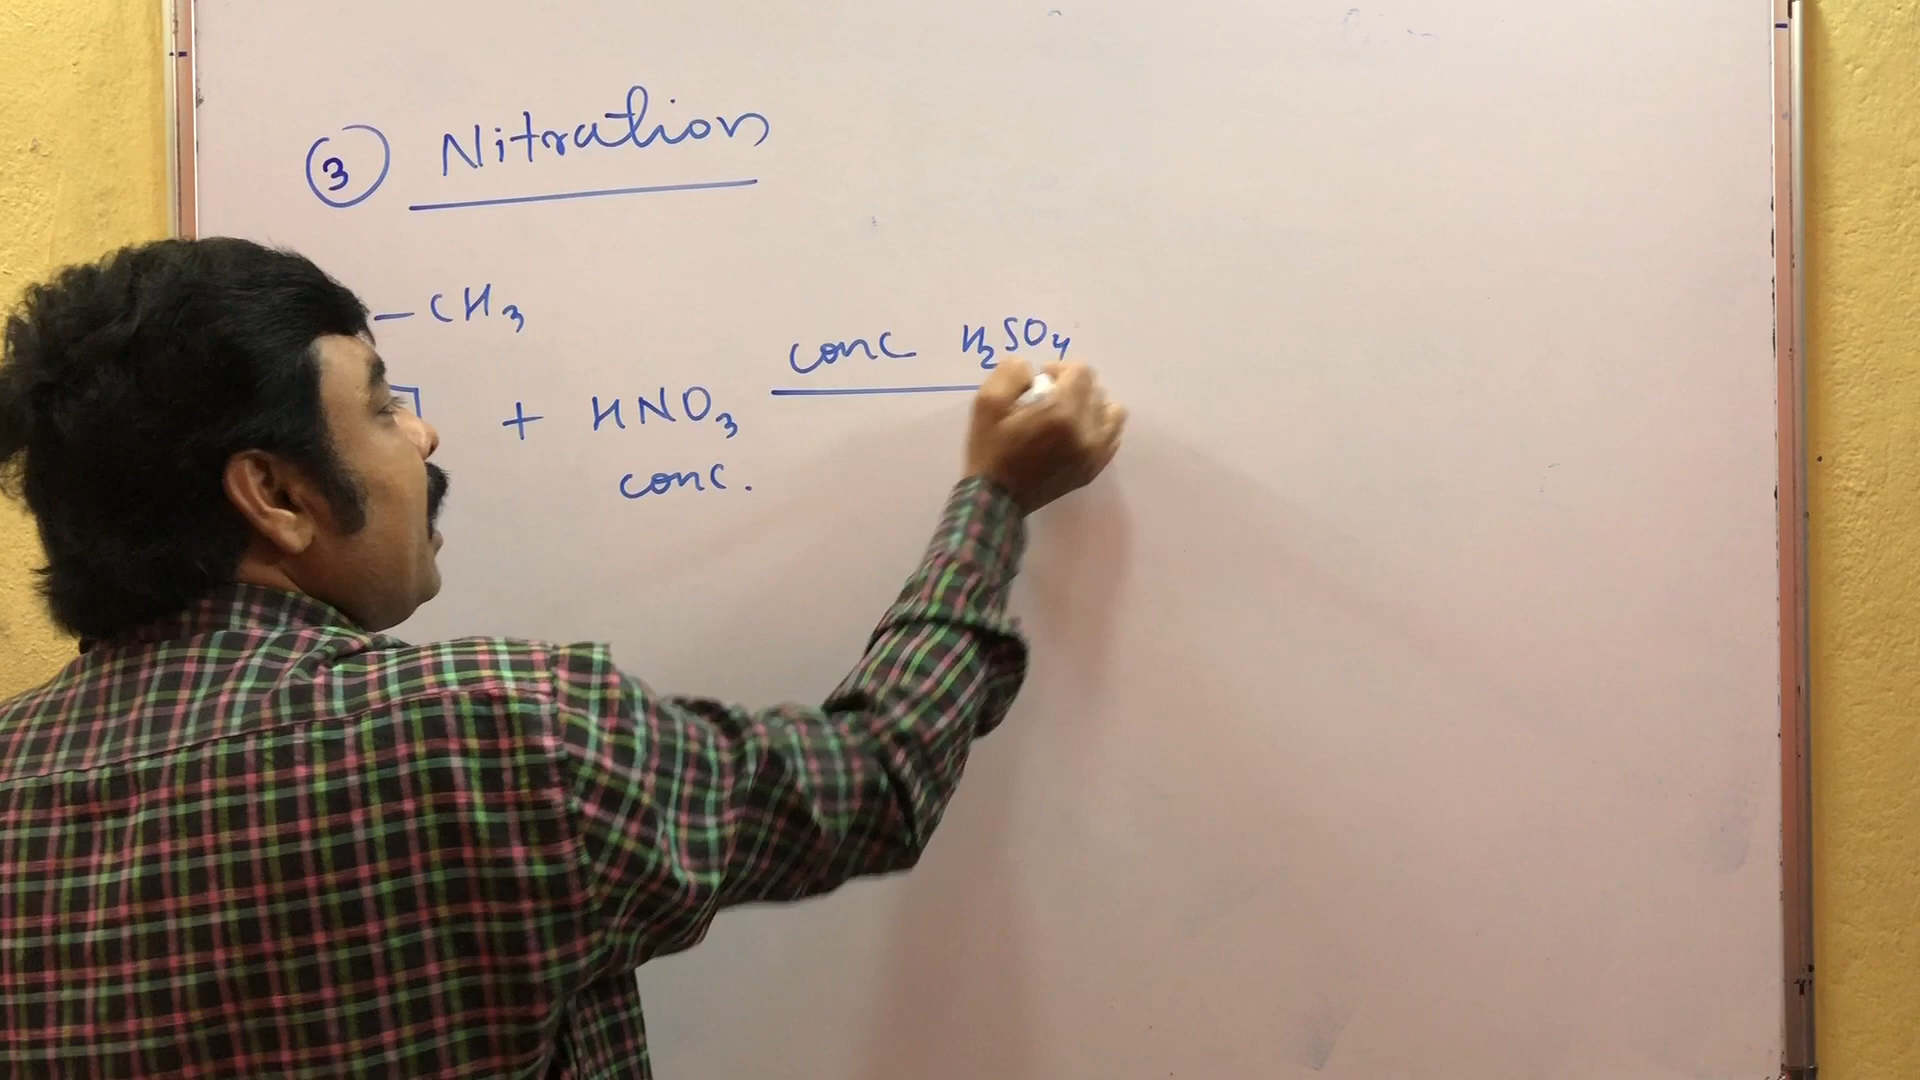 3 Nitration
- CH3
conc H2SO4
+ HNO3
conc.